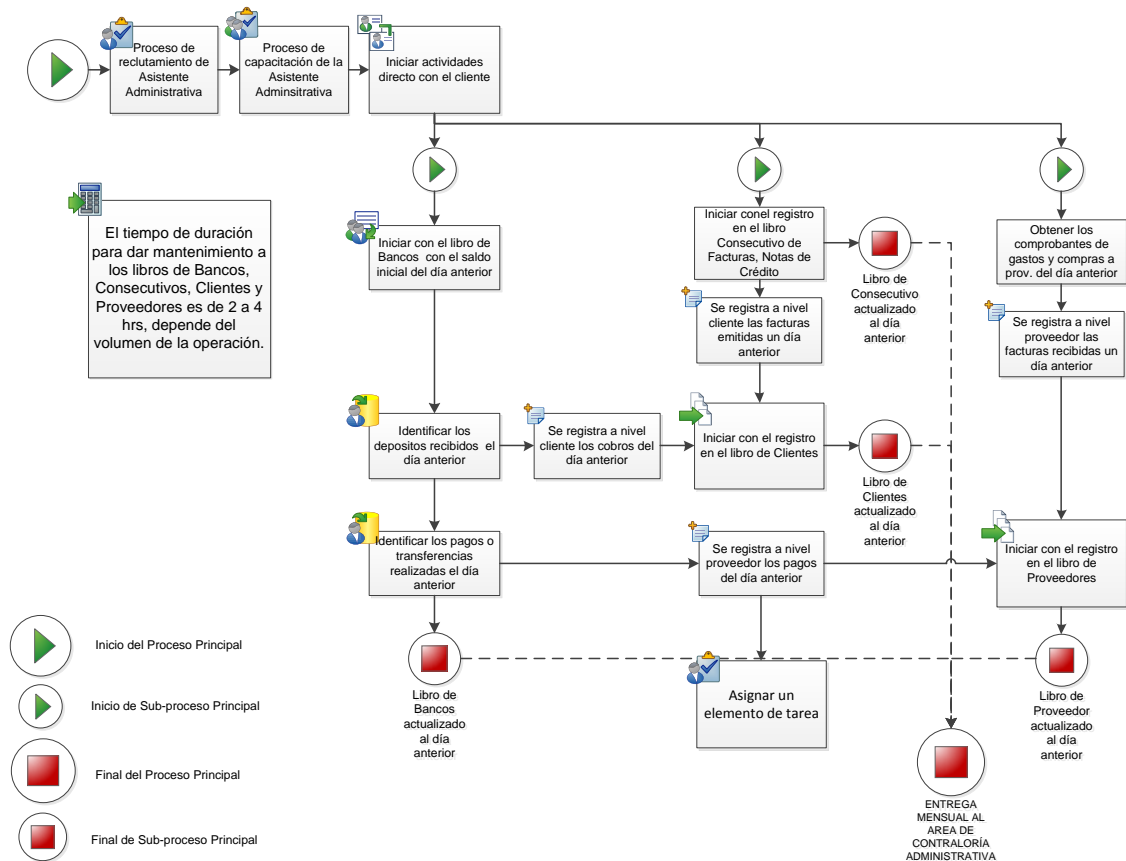 Proceso de
reclutamiento de
Asistente
Administrativa
Proceso de
capacitación de la
Asistente
Adminsitrativa
Iniciar actividades
directo con el cliente
El tiempo de duración
para dar mantenimiento a
los libros de Bancos,
Consecutivos, Clientes y
Proveedores es de 2 a 4
hrs, depende del
volumen de la operación.
Iniciar con el libro de
Bancos con el saldo
inicial del día anterior
Iniciar conel registro
en el libro
Consecutivo de
Facturas, Notas de
Crédito
Libro de
Consecutivo
actualizado
al día
anterior
Obtener los
comprobantes de
gastos y compras a
prov. del día anterior
Se registra a nivel
cliente las facturas
emitidas un día
anterior
Se registra a nivel
proveedor las
facturas recibidas un
día anterior
Identificar los
depositos recibidos el
día anterior
Se registra a nivel
cliente los cobros del
día anterior
Iniciar con el registro
en el libro de Clientes
Libro de
Clientes
actualizado
al día
anterior
Identificar los pagos o
transferencias
realizadas el día
anterior
Se registra a nivel
proveedor los pagos
del día anterior
Iniciar con el registro
en el libro de
Proveedores
Libro de
Bancos
actualizado
al día
anterior
Asignar un
elemento de tarea
Libro de
Proveedor
actualizado
al día
anterior
Inicio del Proceso Principal
Inicio de Sub-proceso Principal
Final del Proceso Principal
Final de Sub-proceso Principal
ENTREGA
MENSUAL AL
AREA DE
CONTRALORÍA
ADMINISTRATIVA